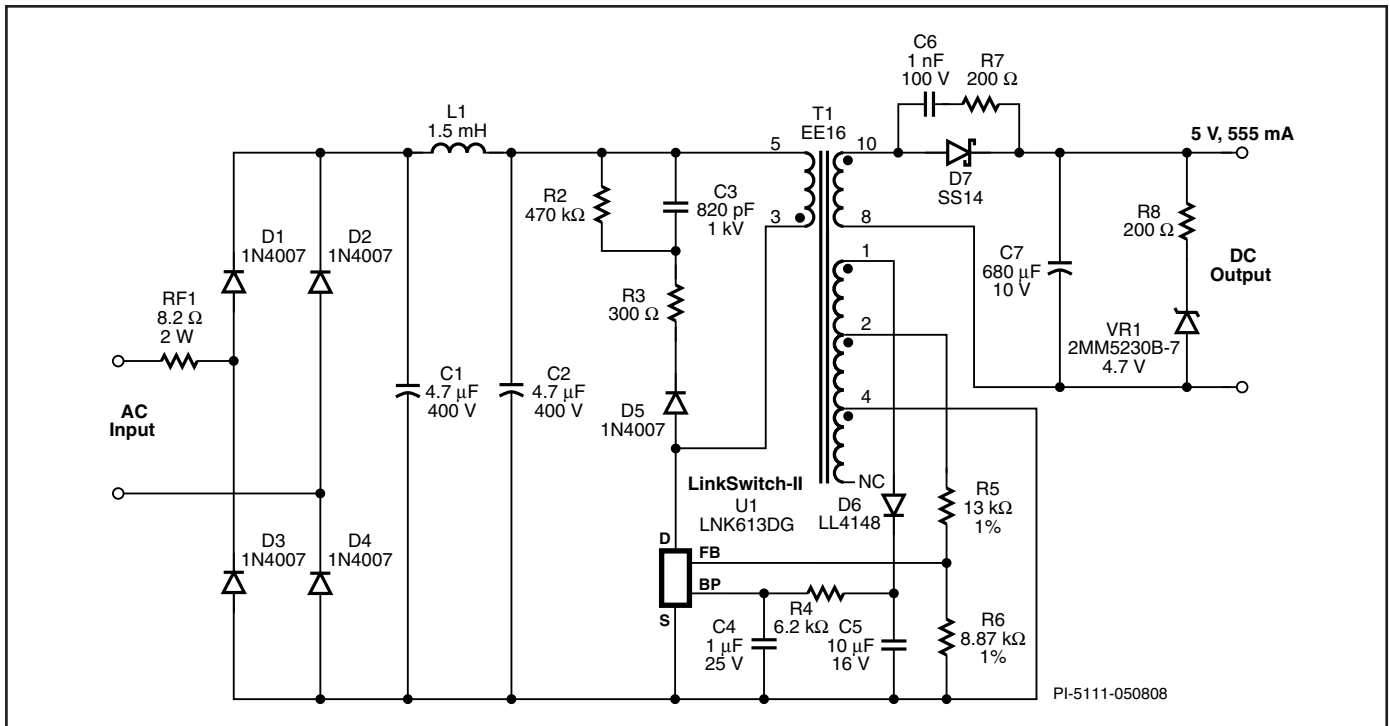 C6
1 nF
100 V
R7
200 Ω
L1
1.5 mH
T1
EE16
5
10
5 V, 555 mA
D7
SS14
R2
470 kΩ
C3
820 pF
1 kV
3
8
R8
200 Ω
D1
1N4007
D2
1N4007
1
C7
680 μF
10 V
DC
Output
RF1
8.2 Ω
2 W
R3
300 Ω
2
VR1
2MM5230B-7
4.7 V
C1
4.7 μF
400 V
C2
4.7 μF
400 V
AC
Input
D5
1N4007
4
NC
LinkSwitch-II
U1
LNK613DG
D6
LL4148
R5
13 kΩ
1%
D3
1N4007
D4
1N4007
D
FB
BP
S
R4
6.2 kΩ
C4
1 μF
25 V
C5
10 μF
16 V
R6
8.87 kΩ
1%
PI-5111-050808